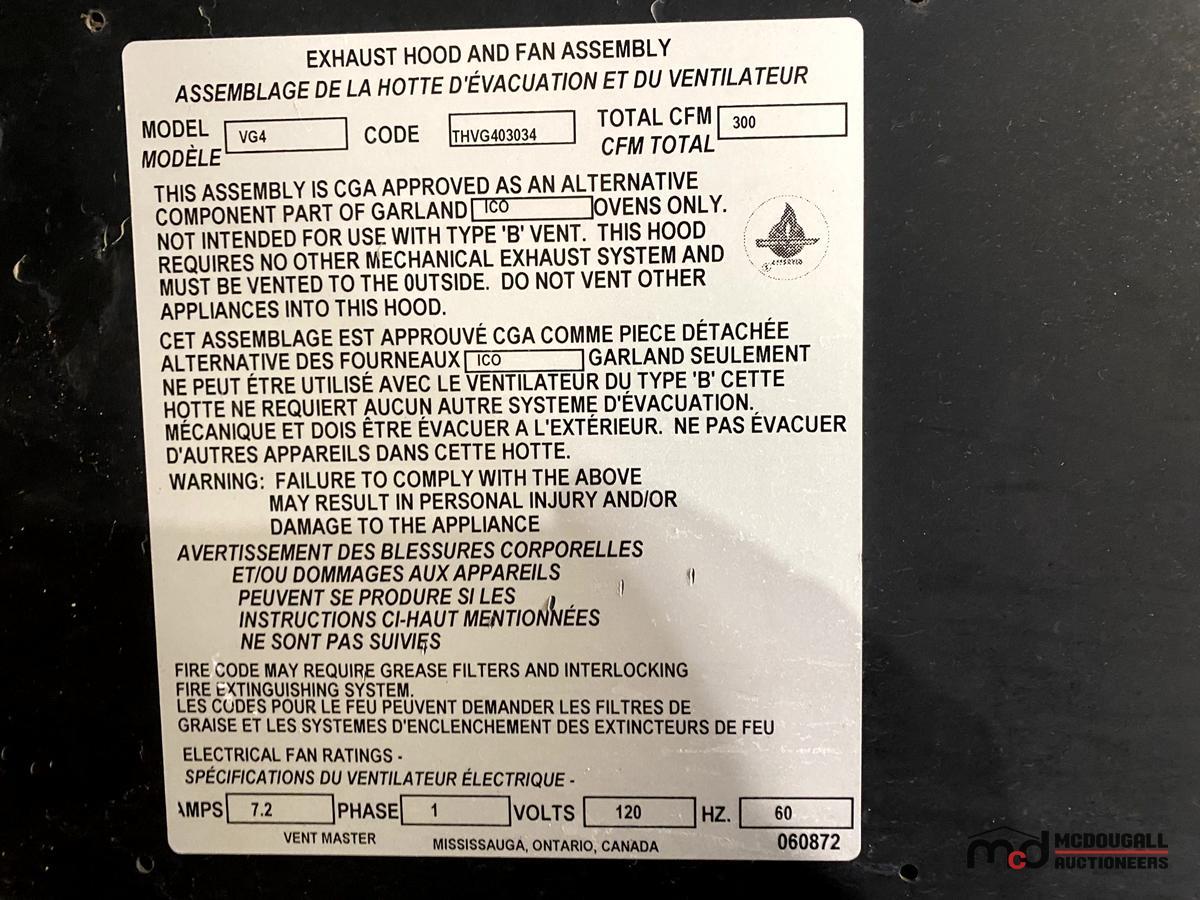 EXHAUST HOOD AND FAN ASSEMBLY
ASSEMBLAGE DE LA HOTTE D'ÉVACUATION ET DU VENTILATEUR
MODEL VG4 CODE THVG403034 TOTAL CFM 300
MODÈLE CFM TOTAL
THIS ASSEMBLY IS CGA APPROVED AS AN ALTERNATIVE
COMPONENT PART OF GARLAND ICO OVENS ONLY.
NOT INTENDED FOR USE WITH TYPE 'B' VENT. THIS HOOD
REQUIRES NO OTHER MECHANICAL EXHAUST SYSTEM AND
MUST BE VENTED TO THE OUTSIDE. DO NOT VENT OTHER
APPLIANCES INTO THIS HOOD.
CET ASSEMBLAGE EST APPROUVÉ CGA COMME PIECE DÉTACHÉE
ALTERNATIVE DES FOURNEAUX ICO GARLAND SEULEMENT
NE PEUT ÉTRE UTILISÉ AVEC LE VENTILATEUR DU TYPE 'B' CETTE
HOTTE NE REQUIERT AUCUN AUTRE SYSTEME D'ÉVACUATION.
MÉCANIQUE ET DOIS ÊTRE ÉVACUER A L'EXTÉRIEUR. NE PAS ÉVACUER
D'AUTRES APPAREILS DANS CETTE HOTTE.
WARNING: FAILURE TO COMPLY WITH THE ABOVE
MAY RESULT IN PERSONAL INJURY AND/OR
DAMAGE TO THE APPLIANCE
AVERTISSEMENT DES BLESSURES CORPORELLES
ET/OU DOMMAGES AUX APPAREILS
PEUVENT SE PRODURE SI LES
INSTRUCTIONS CI-HAUT MENTIONNÉES
NE SONT PAS SUIVIES
FIRE CODE MAY REQUIRE GREASE FILTERS AND INTERLOCKING
FIRE EXTINGUISHING SYSTEM.
LES CODES POUR LE FEU PEUVENT DEMANDER LES FILTRES DE
GRAISE ET LES SYSTEMES D'ENCLENCHEMENT DES EXTINCTEURS DE FEU
ELECTRICAL FAN RATINGS -
SPÉCIFICATIONS DU VENTILATEUR ÉLECTRIQUE -
AMPS 7.2 PHASE 1 VOLTS 120 HZ. 60
VENT MASTER MISSISSAUGA, ONTARIO, CANADA 060872
mcd MCDOUGALL
AUCTIONEERS